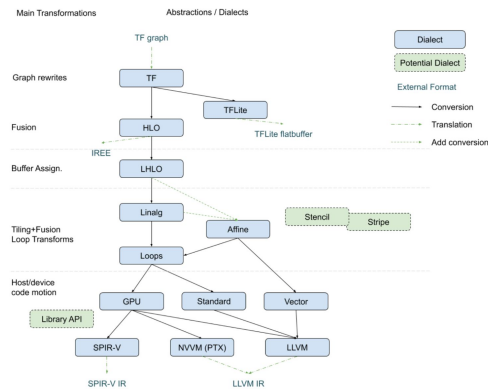 Main Transformations
Abstractions / Dialects
TF graph
Dialect
Potential Dialect
External Format
Conversion
Translation
Add conversion
Graph rewrites
TF
TFLite
TFLite flatbuffer
Fusion
HLO
IREE
Buffer Assign.
LHLO
Tiling+Fusion
Loop Transforms
Linalg
Affine
Stencil
Stripe
Loops
Host/device
code motion
GPU
Standard
Vector
Library API
SPIR-V
NVVM (PTX)
LLVM
SPIR-V IR
LLVM IR